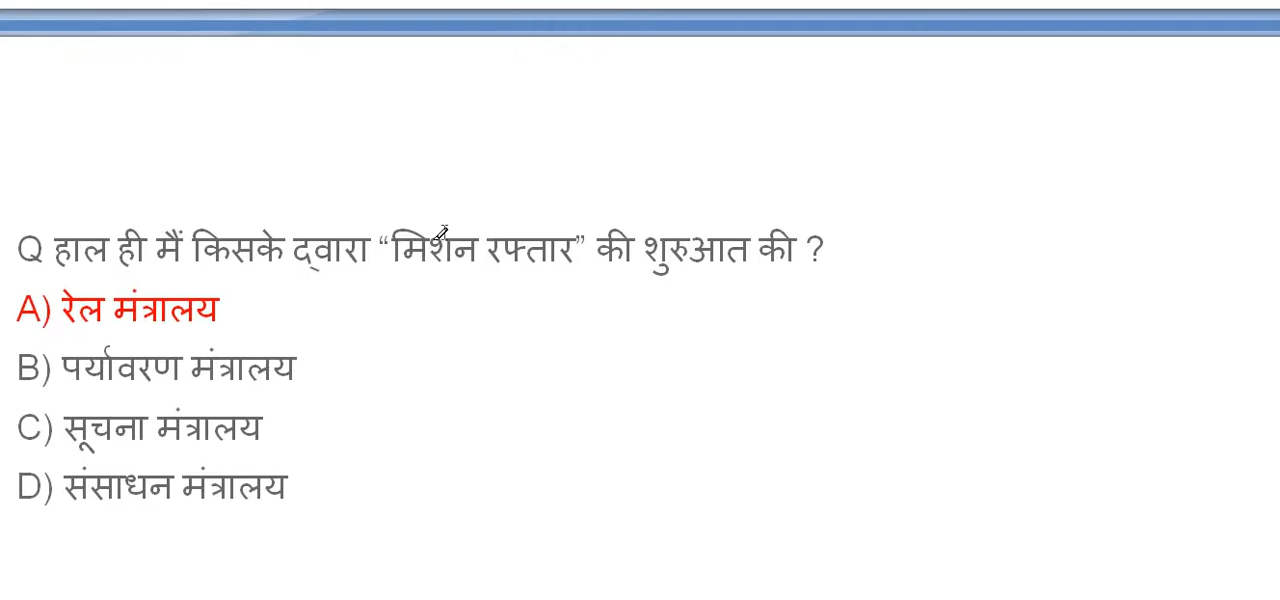 Q हाल ही मैं किसके द्वारा “मिशन रफ्तार” की शुरुआत की ?
A) रेल मंत्रालय
B) पर्यावरण मंत्रालय
C) सूचना मंत्रालय
D) संसाधन मंत्रालय